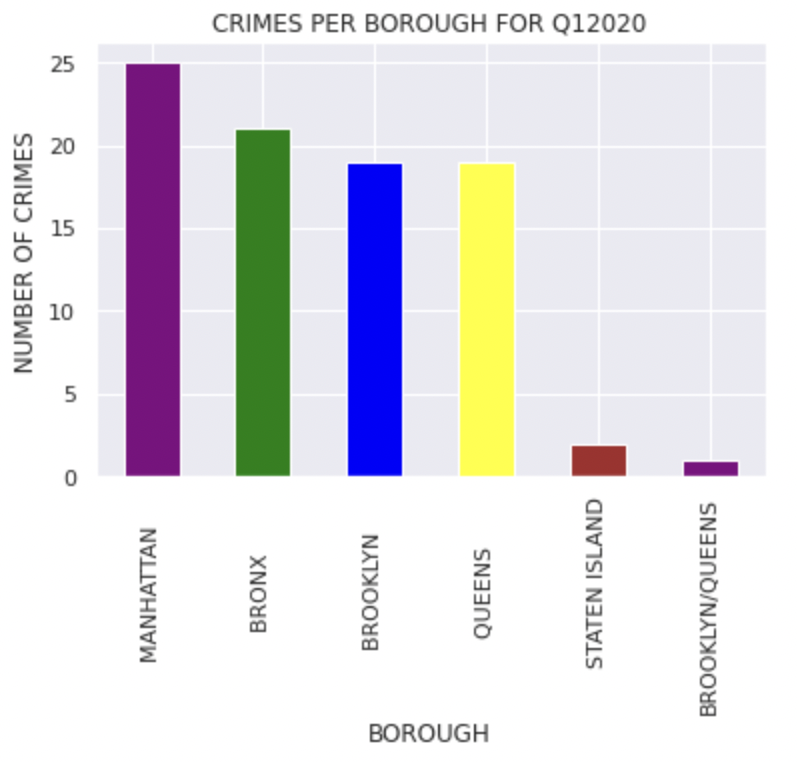 CRIMES PER BOROUGH FOR Q12020
NUMBER OF CRIMES
25
20
15
10
5
0
MANHATTAN
BRONX
BROOKLYN
QUEENS
STATEN ISLAND
BROOKLYN/QUEENS
BOROUGH